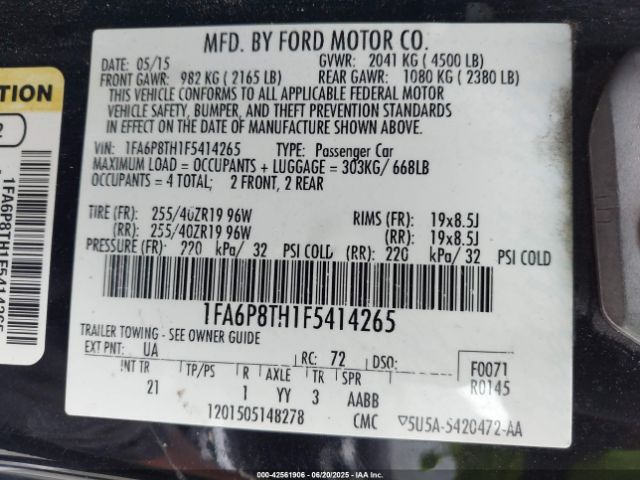 MFD. BY FORD MOTOR CO.
DATE: 05/15 GVWR: 2041 KG ( 4500 LB)
FRONT GAWR: 982 KG ( 2165 LB) REAR GAWR: 1080 KG ( 2380 LB)
THIS VEHICLE CONFORMS TO ALL APPLICABLE FEDERAL MOTOR
VEHICLE SAFETY, BUMPER, AND THEFT PREVENTION STANDARDS
IN EFFECT ON THE DATE OF MANUFACTURE SHOWN ABOVE.
VIN: 1FA6P8TH1F5414265 TYPE: Passenger Car
MAXIMUM LOAD = OCCUPANTS + LUGGAGE = 303KG/ 668LB
OCCUPANTS = 4 TOTAL; 2 FRONT, 2 REAR
TIRE (FR): 255/40ZR19 96W RIMS (FR): 19x8.5J
(RR): 255/40ZR19 96W (RR): 19x8.5J
PRESSURE (FR): 220 kPa/ 32 PSI COLD (RR): 220 kPa/ 32 PSI COLD
1FA6P8TH1F5414265
TRAILER TOWING - SEE OWNER GUIDE
EXT PNT: UA RC: 72 DSO: F0071
INT TR TP/PS R AXLE TR SPR R0145
21 1 YY 3 AABB
1201505148278 CMC ▽5U5A-5420472-AA
TION
2
1FA6P8TH1F5414265
000-42561906 - 06/20/2025 - IAA Inc.